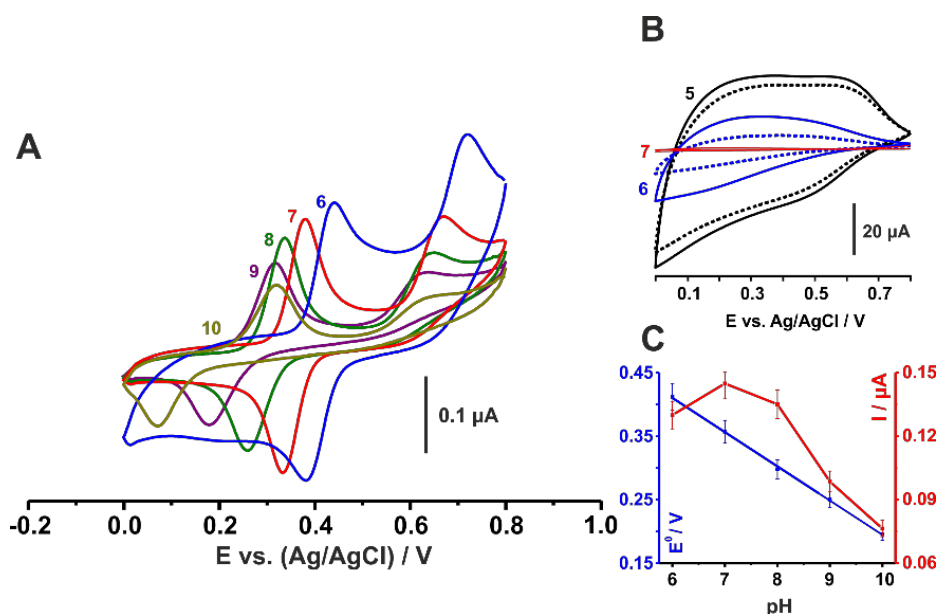 A
6
7
8
9
10
0.1 µA
-0.2 0.0 0.2 0.4 0.6 0.8 1.0
E vs. (Ag/AgCl) / V
B
5
7
6
20 µA
0.1 0.3 0.5 0.7
E vs. Ag/AgCl / V
C
0.45 0.15
0.35 0.12
0.25 0.09
0.15 0.06
E⁰ / V
I / µA
6 7 8 9 10
pH